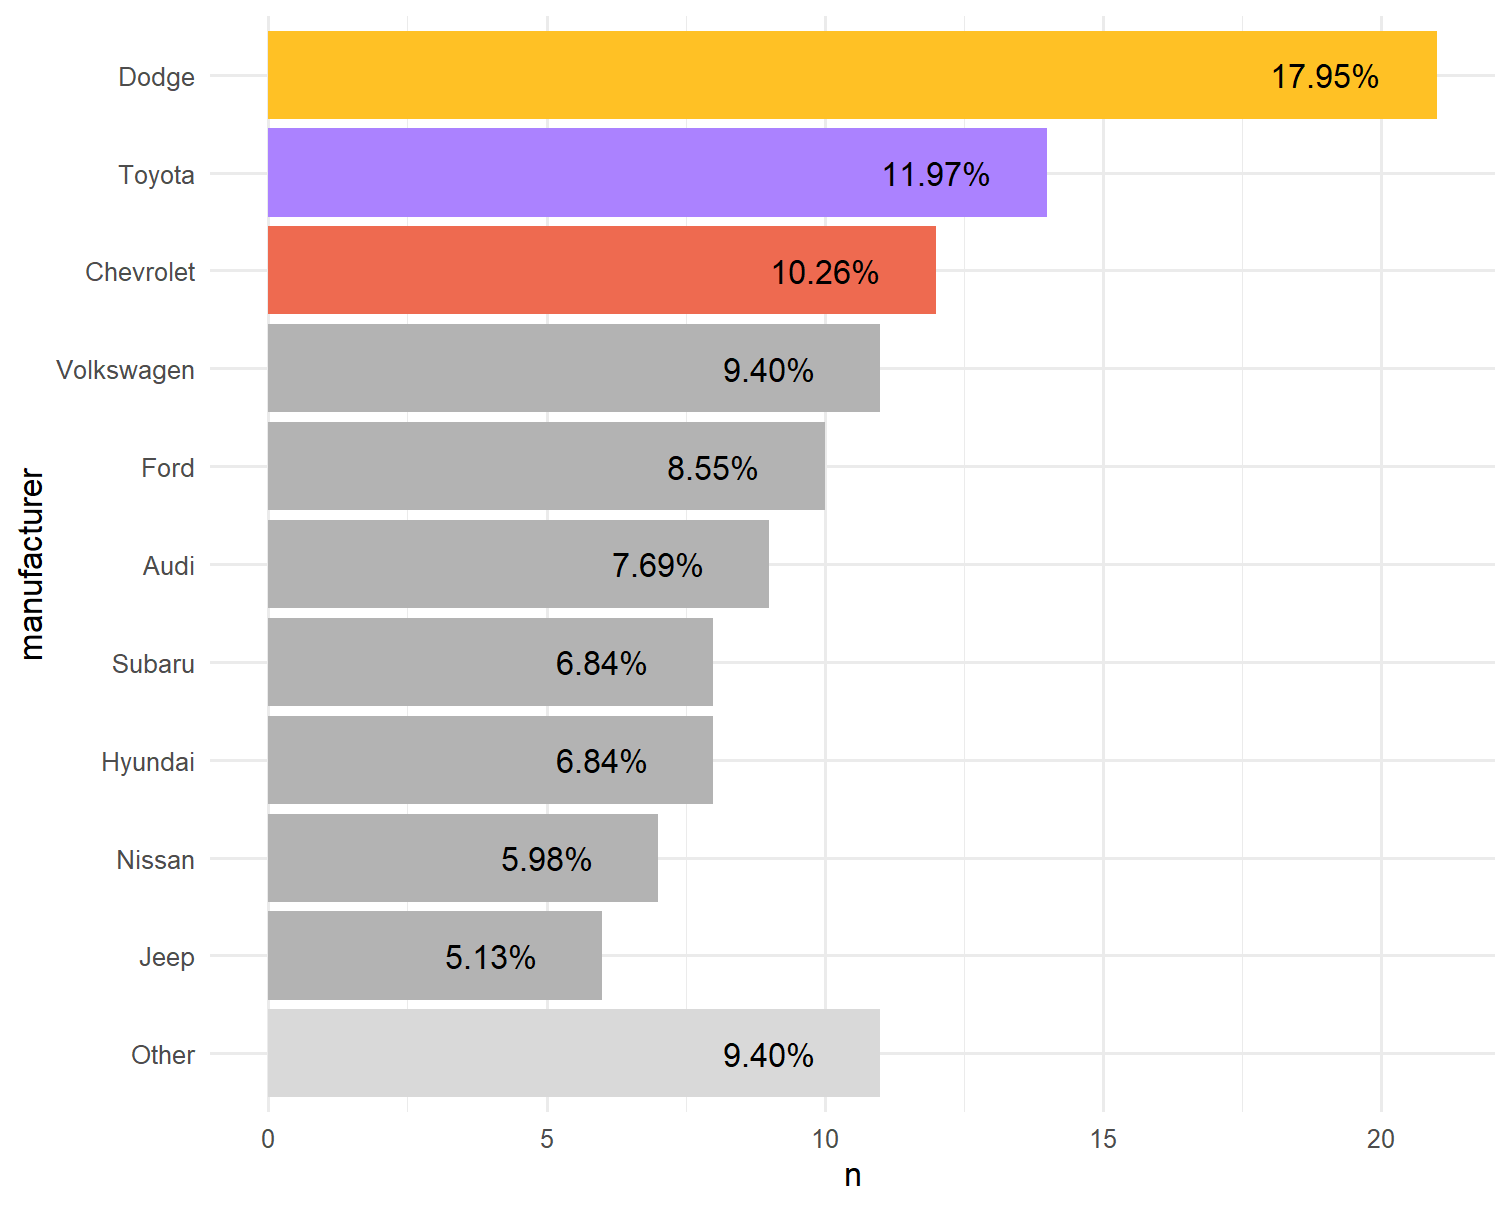 Dodge 17.95%
Toyota 11.97%
Chevrolet 10.26%
Volkswagen 9.40%
Ford 8.55%
Audi 7.69%
Subaru 6.84%
Hyundai 6.84%
Nissan 5.98%
Jeep 5.13%
Other 9.40%
manufacturer
0 5 10 15 20
n